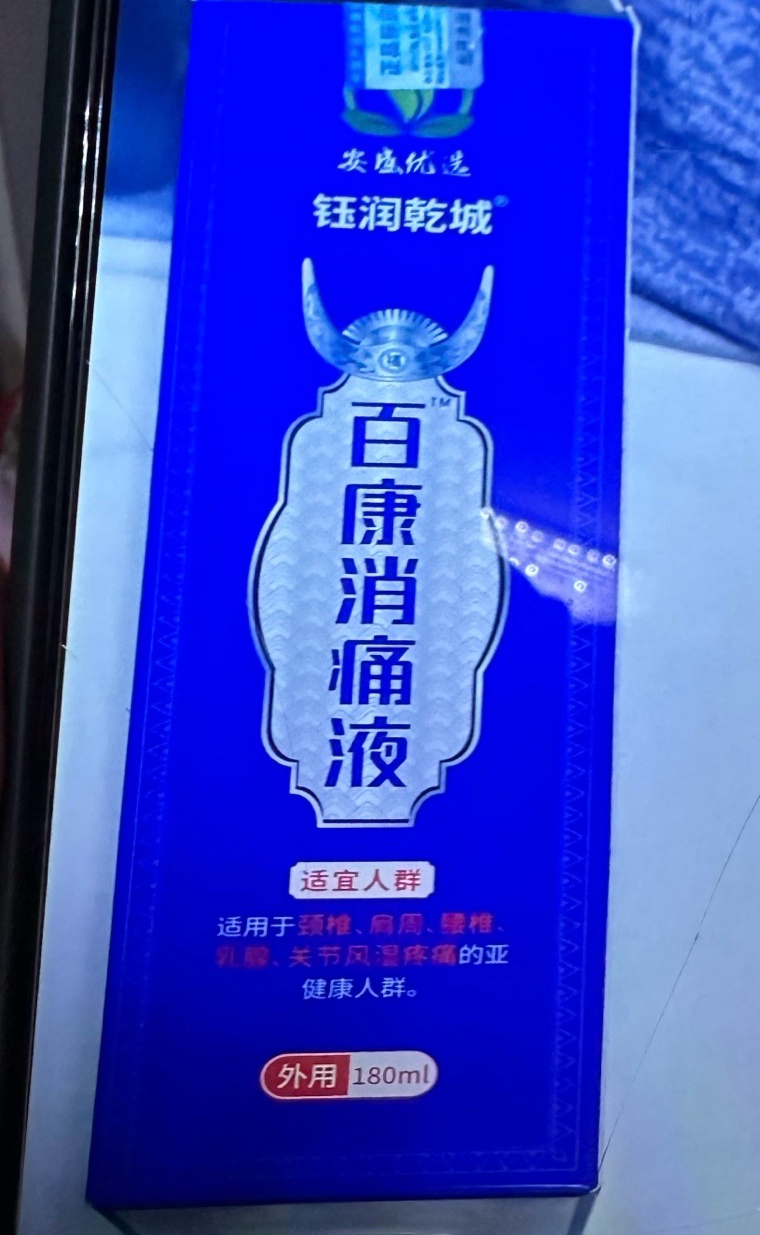 安盛优选
钰润乾城®
百康消痛液™
适宜人群
适用于颈椎、肩周、腰椎、
乳腺、关节风湿疼痛的亚
健康人群。
外用 180ml